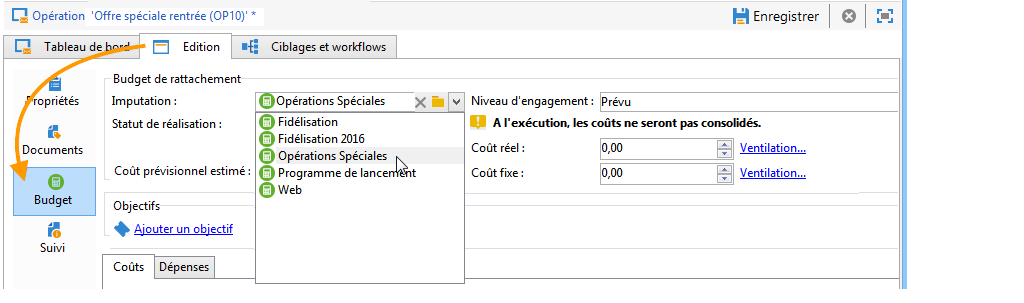 Opération 'Offre spéciale rentrée (OP10)' *
Enregistrer
Tableau de bord
Edition
Ciblages et workflows
Propriétés
Documents
Budget
Suivi
Budget de rattachement
Imputation :
Opérations Spéciales
Niveau d'engagement :
Prévu
Statut de réalisation :
A l'exécution, les coûts ne seront pas consolidés.
Coût réel :
0,00
Ventilation...
Coût prévisionnel estimé :
Coût fixe :
0,00
Ventilation...
Fidélisation
Fidélisation 2016
Opérations Spéciales
Programme de lancement
Web
Objectifs
Ajouter un objectif
Coûts
Dépenses